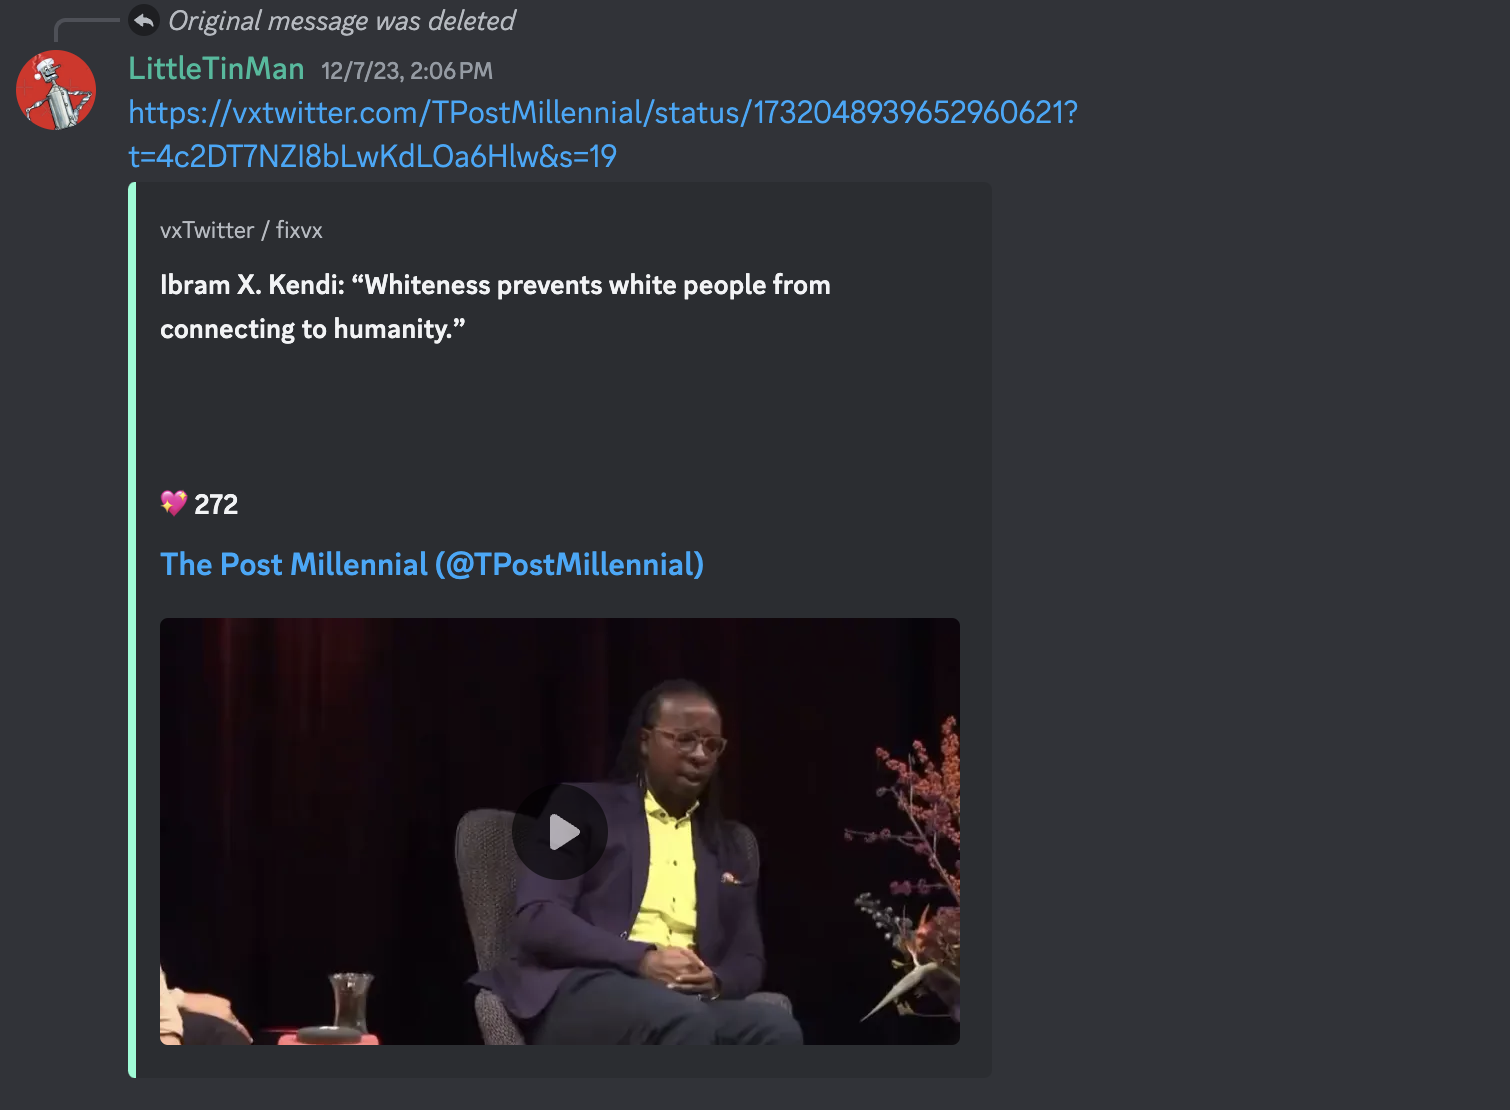 Original message was deleted
LittleTinMan 12/7/23, 2:06 PM
https://vxtwitter.com/TPostMillennial/status/1732048939652960621?
t=4c2DT7NZI8bLwKdLOa6Hlw&s=19
vxTwitter / fixvx
Ibram X. Kendi: “Whiteness prevents white people from
connecting to humanity.”
💖 272
The Post Millennial (@TPostMillennial)